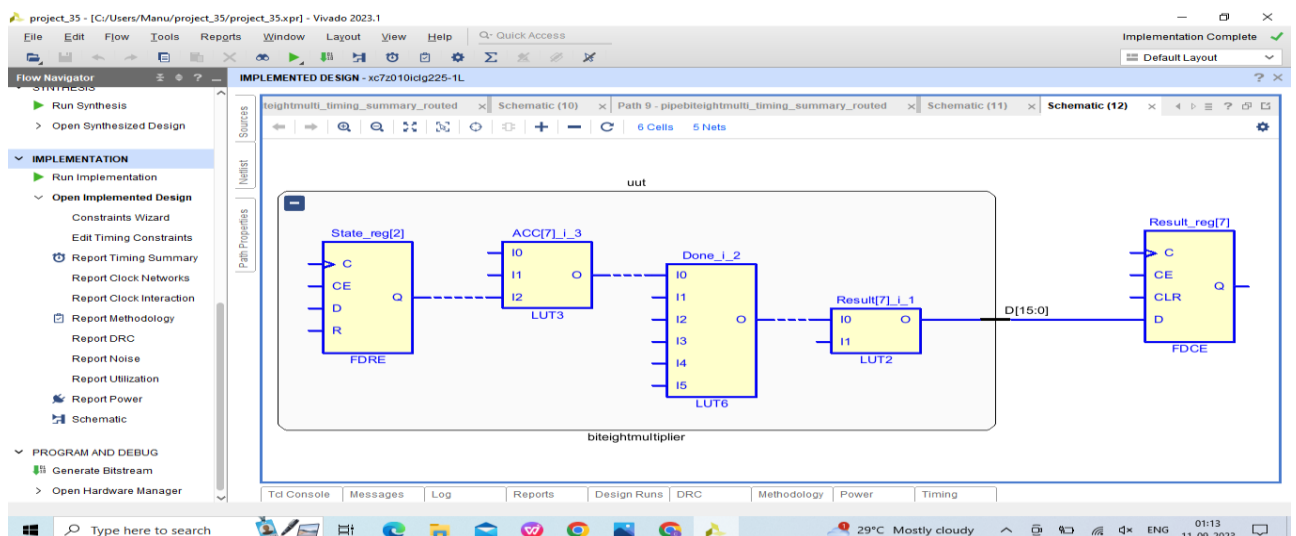 project_35 - [C:/Users/Manu/project_35/project_35.xpr] - Vivado 2023.1
File Edit Flow Tools Reports Window Layout View Help Q- Quick Access
Implementation Complete
Default Layout
Flow Navigator
IMPLEMENTED DESIGN - xc7z010iclg225-1L
SYNTHESIS
Run Synthesis
Open Synthesized Design
IMPLEMENTATION
Run Implementation
Open Implemented Design
Constraints Wizard
Edit Timing Constraints
Report Timing Summary
Report Clock Networks
Report Clock Interaction
Report Methodology
Report DRC
Report Noise
Report Utilization
Report Power
Schematic
PROGRAM AND DEBUG
Generate Bitstream
Open Hardware Manager
Sources
Netlist
Path Properties
teightmulti_timing_summary_routed Schematic (10) Path 9 - pipebiteightmulti_timing_summary_routed Schematic (11) Schematic (12)
6 Cells 5 Nets
uut
State_reg[2]
C
CE
D
R
Q
FDRE
ACC[7]_i_3
I0
I1
I2
O
LUT3
Done_i_2
I0
I1
I2
I3
I4
I5
O
LUT6
Result[7]_i_1
I0
I1
O
LUT2
D[15:0]
Result_reg[7]
C
CE
CLR
D
Q
FDCE
biteightmultiplier
Tcl Console Messages Log Reports Design Runs DRC Methodology Power Timing
Type here to search
29°C Mostly cloudy
ENG
01:13
11-09-2023